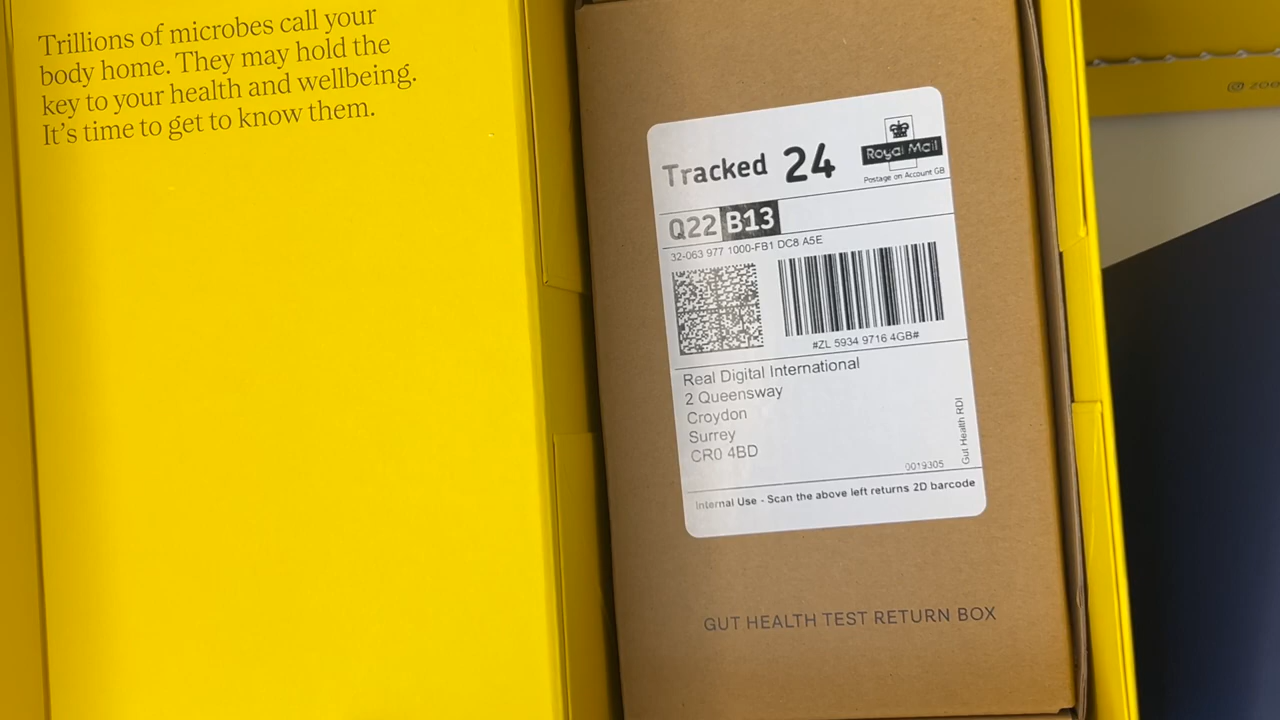 Trillions of microbes call your
body home. They may hold the
key to your health and wellbeing.
It's time to get to know them.
Tracked 24
Royal Mail
Postage on Account GB
Q22 B13
32-063 977 1000-FB1 DC8 A5E
#ZL 5934 9716 4GB#
Real Digital International
2 Queensway
Croydon
Surrey
CR0 4BD
Gut Health RDI
0019305
Internal Use - Scan the above left returns 2D barcode
GUT HEALTH TEST RETURN BOX